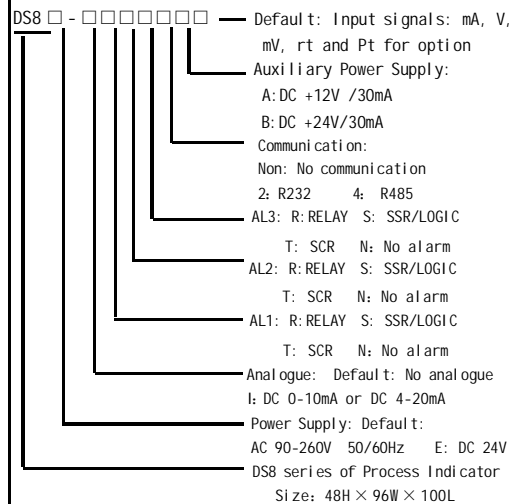 DS8 □ - □□□□□□□ Default: Input signals: mA, V,
mV, rt and Pt for option
Auxiliary Power Supply:
A: DC +12V /30mA
B: DC +24V/30mA
Communication:
Non: No communication
2: R232 4: R485
AL3: R: RELAY S: SSR/LOGIC
T: SCR N: No alarm
AL2: R: RELAY S: SSR/LOGIC
T: SCR N: No alarm
AL1: R: RELAY S: SSR/LOGIC
T: SCR N: No alarm
Analogue: Default: No analogue
I: DC 0-10mA or DC 4-20mA
Power Supply: Default:
AC 90-260V 50/60Hz E: DC 24V
DS8 series of Process Indicator
Size: 48H × 96W × 100L